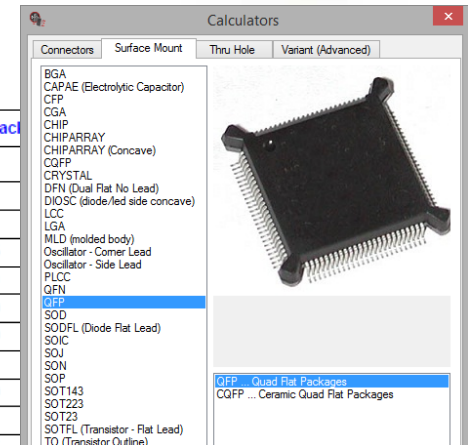 Calculators
Connectors
Surface Mount
Thru Hole
Variant (Advanced)
BGA
CAPAE (Electrolytic Capacitor)
CFP
CGA
CHIP
CHIPARRAY
CHIPARRAY (Concave)
CQFP
CRYSTAL
DFN (Dual Flat No Lead)
DIOSC (diode/led side concave)
LCC
LGA
MLD (molded body)
Oscillator - Corner Lead
Oscillator - Side Lead
PLCC
QFN
QFP
SOD
SODFL (Diode Flat Lead)
SOIC
SOJ
SON
SOP
SOT143
SOT223
SOT23
SOTFL (Transistor - Flat Lead)
TO (Transistor Outline)
QFP ... Quad Flat Packages
CQFP ... Ceramic Quad Flat Packages